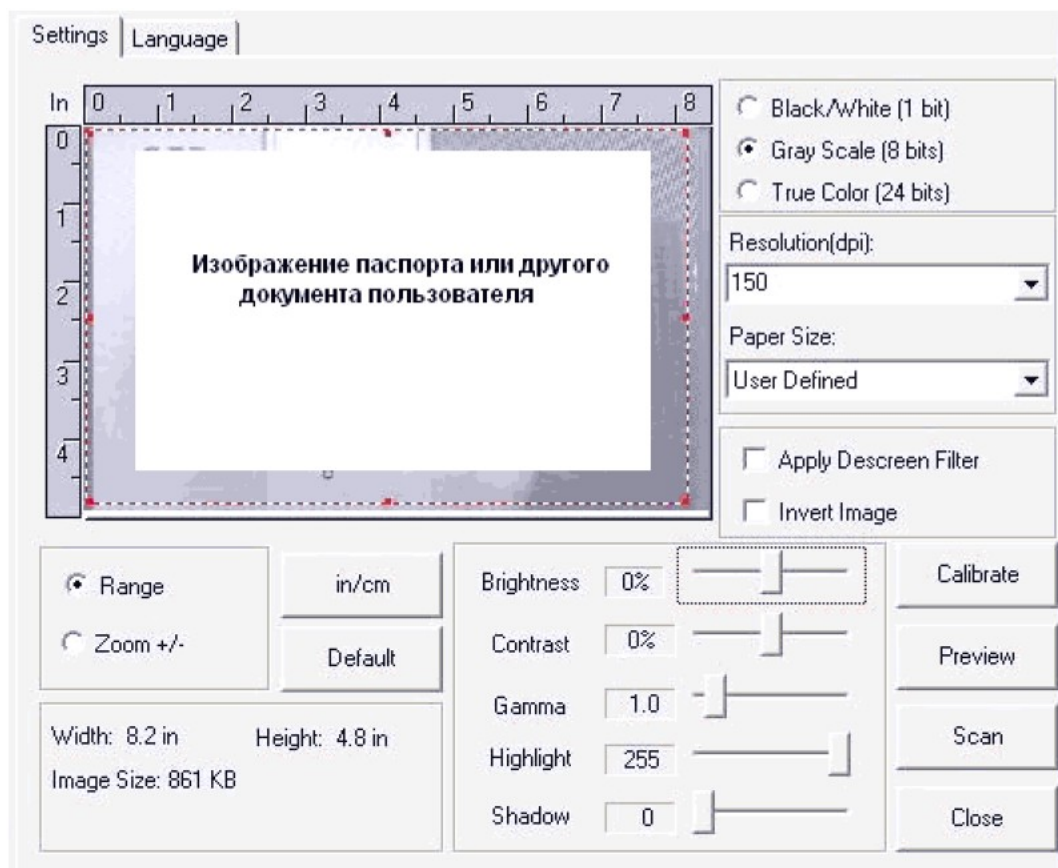 Settings
Language
In 0 1 2 3 4 5 6 7 8
0
1
2
3
4
Изображение паспорта или другого
документа пользователя
Black/White (1 bit)
Gray Scale (8 bits)
True Color (24 bits)
Resolution(dpi):
150
Paper Size:
User Defined
Apply Descreen Filter
Invert Image
Range
Zoom +/-
in/cm
Default
Width: 8.2 in Height: 4.8 in
Image Size: 861 KB
Brightness 0%
Contrast 0%
Gamma 1.0
Highlight 255
Shadow 0
Calibrate
Preview
Scan
Close